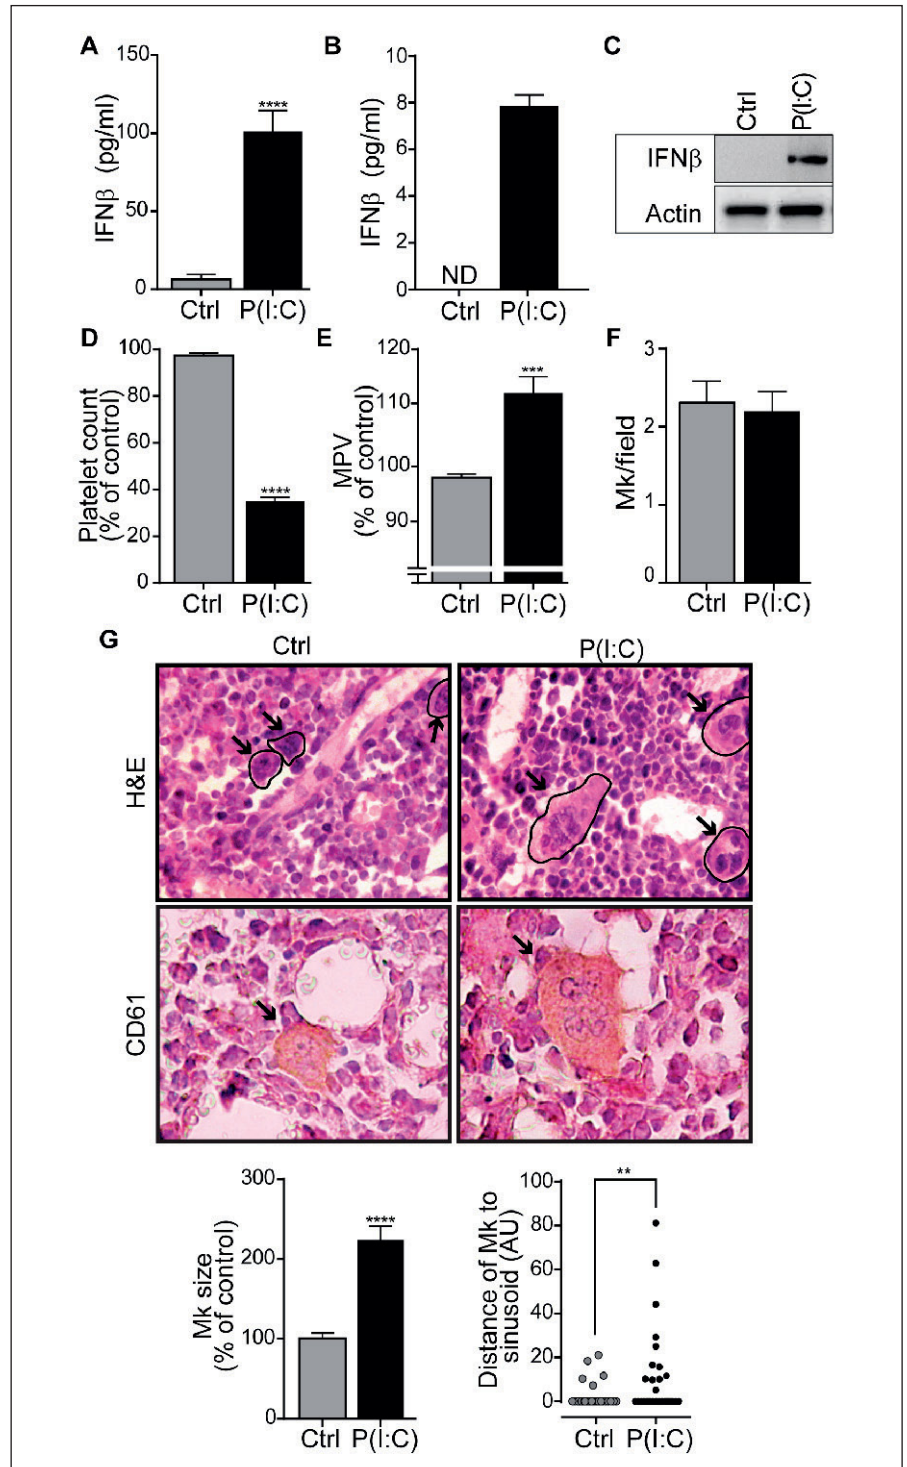 A
150
100
50
0
IFNβ (pg/ml)
****
Ctrl P(I:C)
B
10
8
6
4
2
0
IFNβ (pg/ml)
ND
Ctrl P(I:C)
C
Ctrl P(I:C)
IFNβ
Actin
D
100
80
60
40
20
0
Platelet count
(% of control)
****
Ctrl P(I:C)
E
120
110
100
90
MPV
(% of control)
***
Ctrl P(I:C)
F
3
2
1
0
Mk/field
Ctrl P(I:C)
G
Ctrl
P(I:C)
H&E
CD61
300
200
100
0
Mk size
(% of control)
****
Ctrl P(I:C)
100
80
60
40
20
0
Distance of Mk to
sinusoid (AU)
**
Ctrl P(I:C)